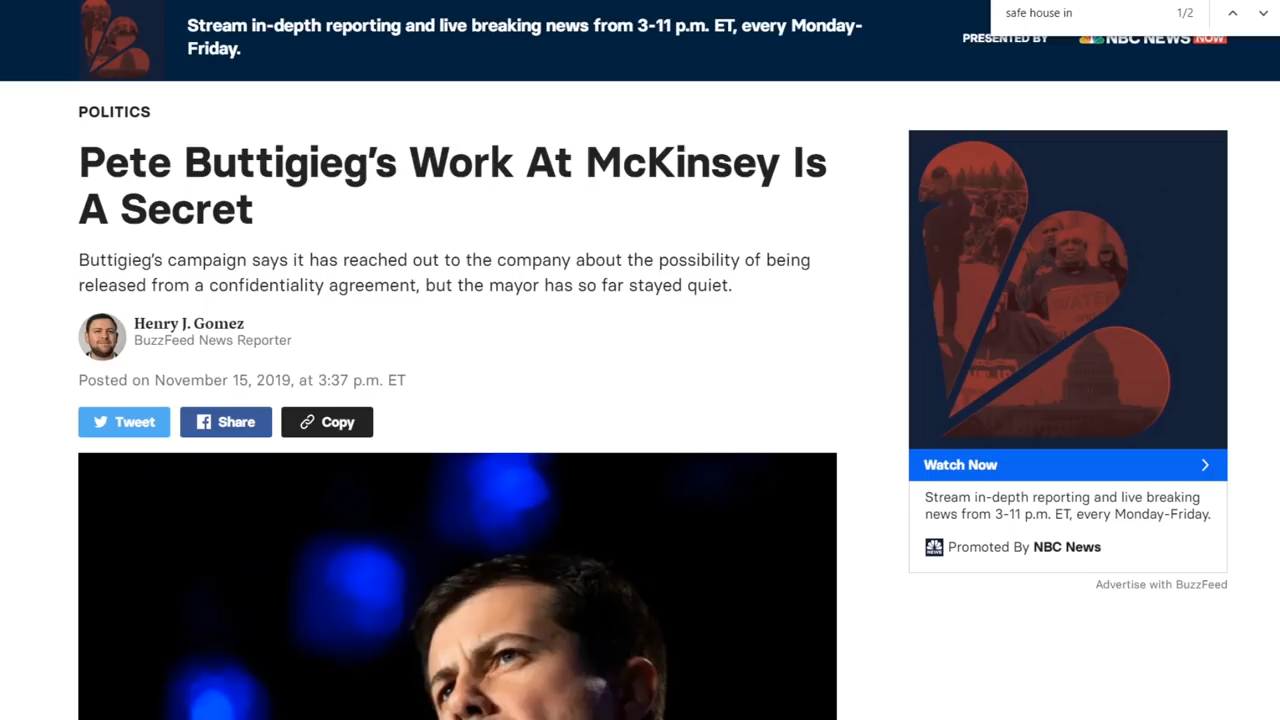 Stream in-depth reporting and live breaking news from 3-11 p.m. ET, every Monday-
Friday.
safe house in 1/2
PRESENTED BY NBC NEWS NOW
POLITICS
Pete Buttigieg’s Work At McKinsey Is
A Secret
Buttigieg’s campaign says it has reached out to the company about the possibility of being
released from a confidentiality agreement, but the mayor has so far stayed quiet.
Henry J. Gomez
BuzzFeed News Reporter
Posted on November 15, 2019, at 3:37 p.m. ET
Tweet Share Copy
WATER
Watch Now
Stream in-depth reporting and live breaking
news from 3-11 p.m. ET, every Monday-Friday.
NEWS Promoted By NBC News
Advertise with BuzzFeed